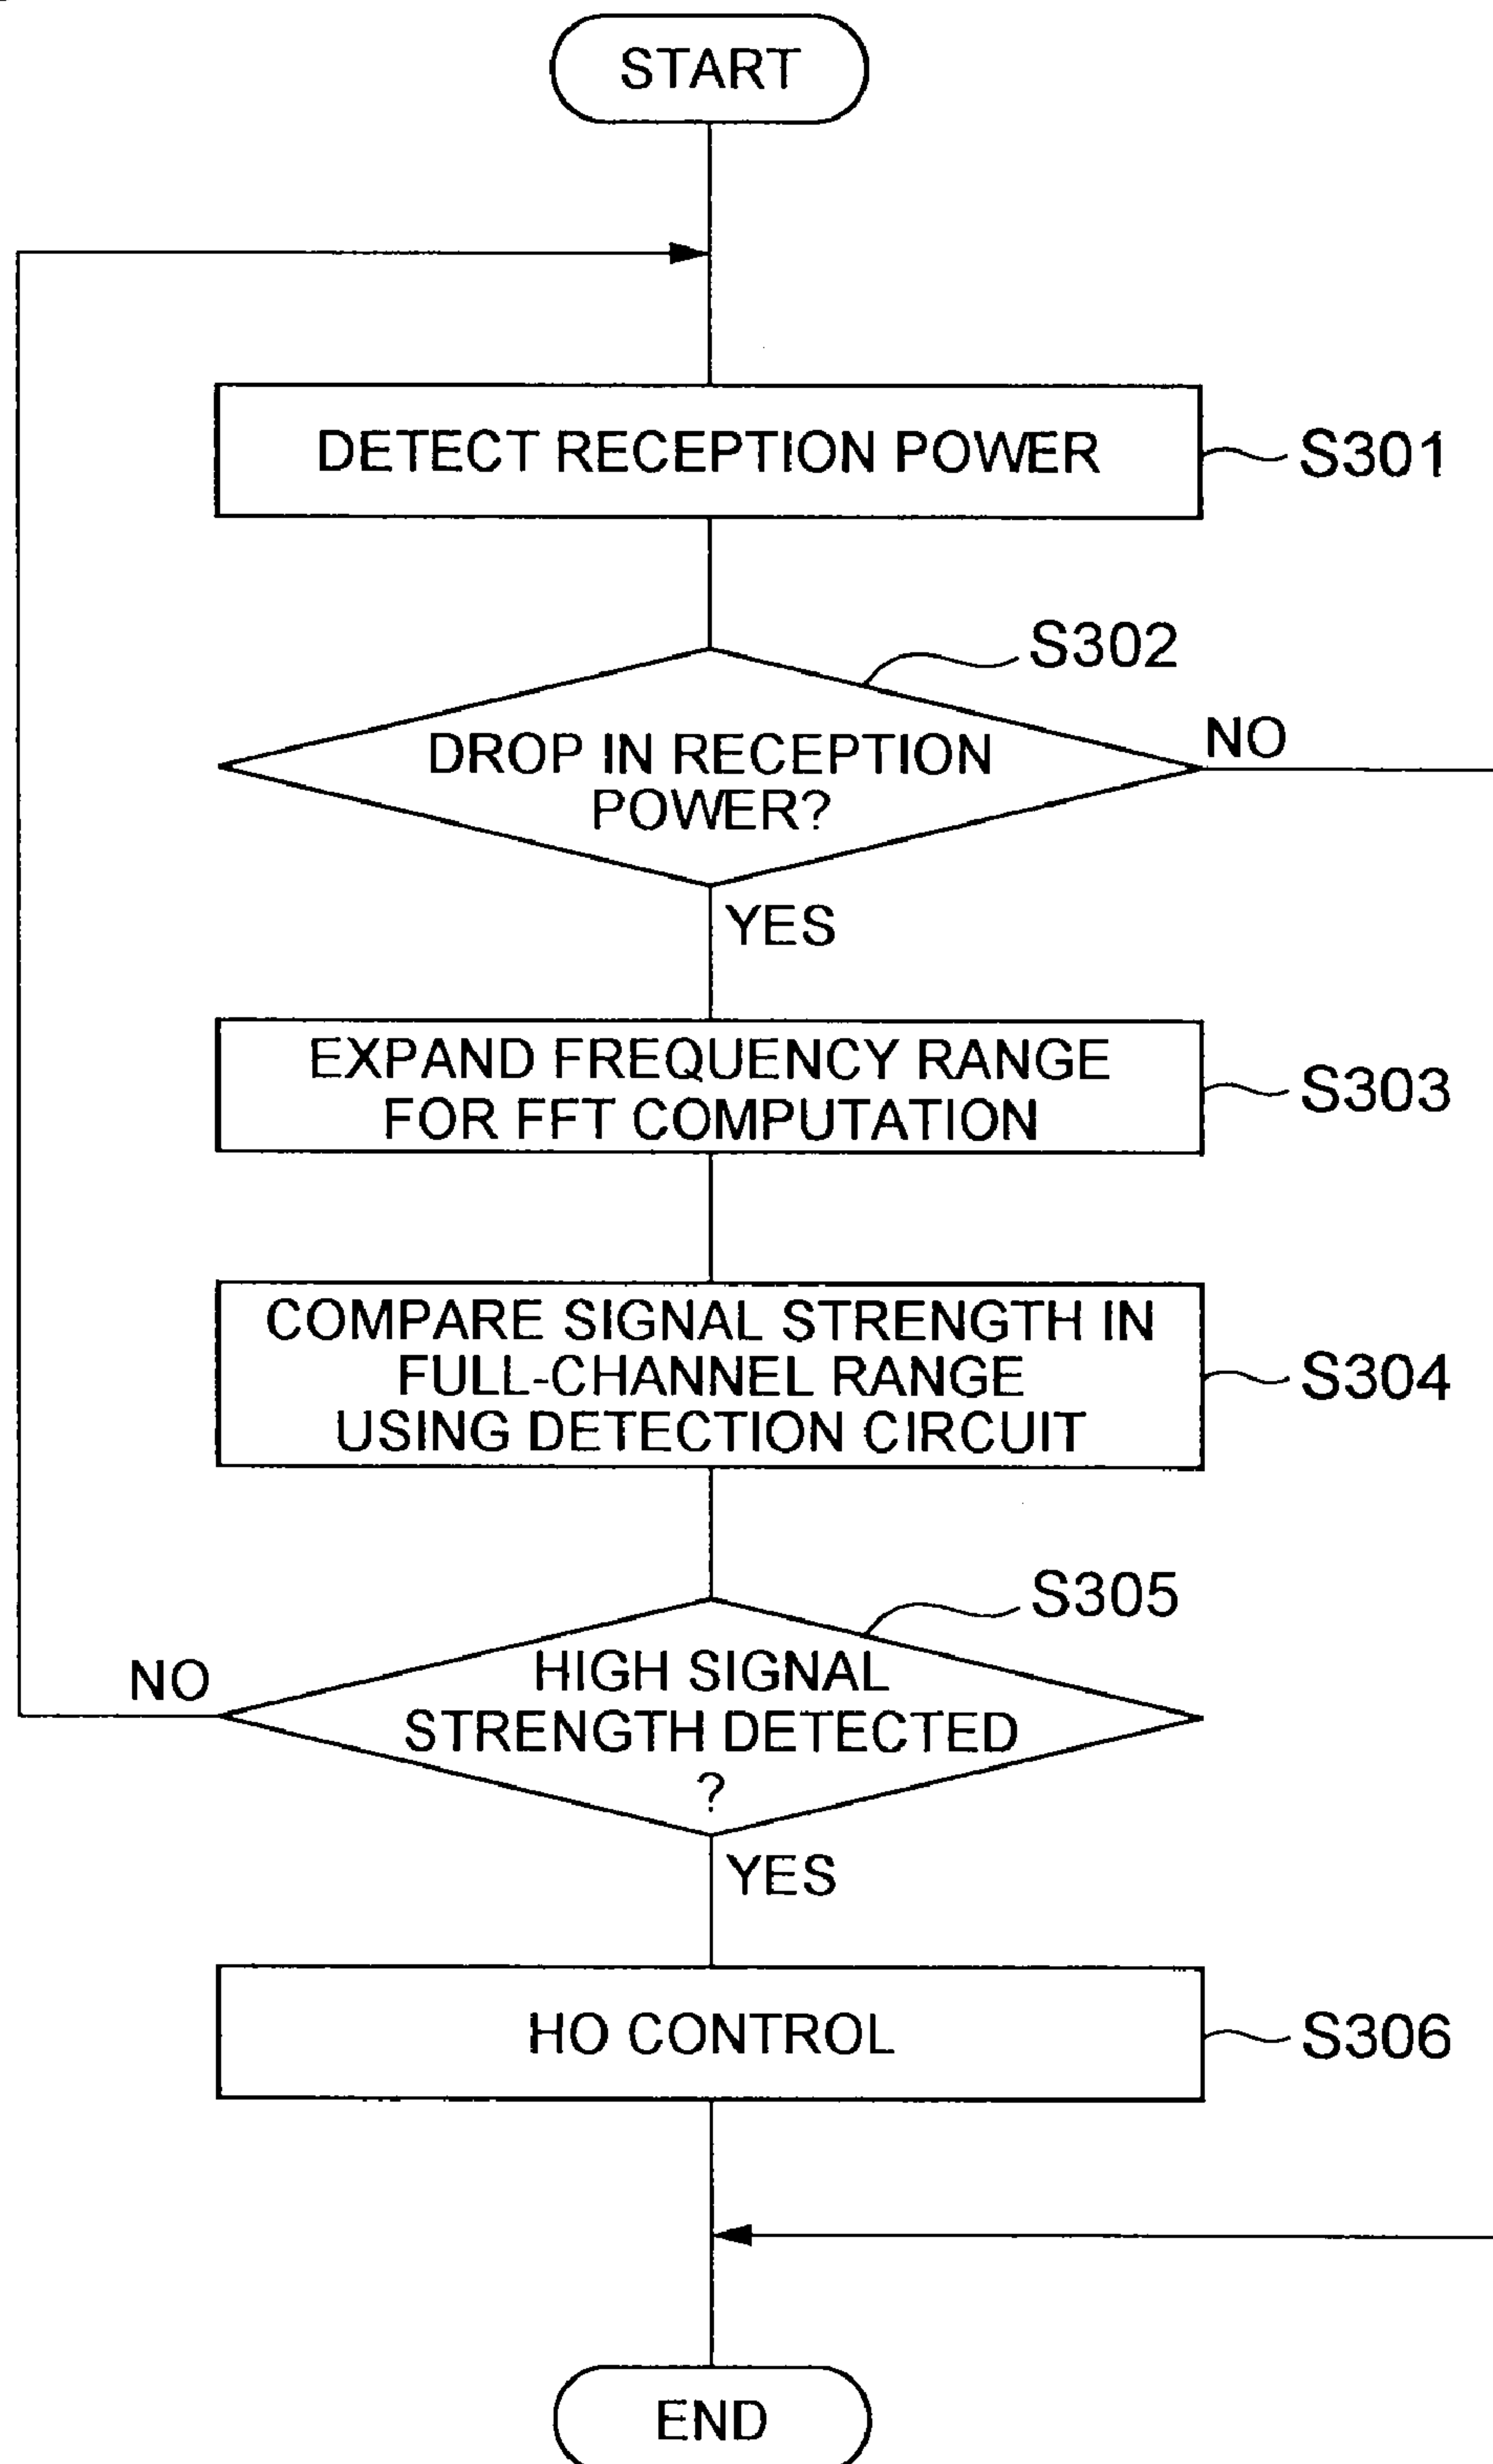 START
DETECT RECEPTION POWER
S301
S302
DROP IN RECEPTION
POWER?
NO
YES
EXPAND FREQUENCY RANGE
FOR FFT COMPUTATION
S303
COMPARE SIGNAL STRENGTH IN
FULL-CHANNEL RANGE
USING DETECTION CIRCUIT
S304
S305
HIGH SIGNAL
STRENGTH DETECTED
?
NO
YES
HO CONTROL
S306
END